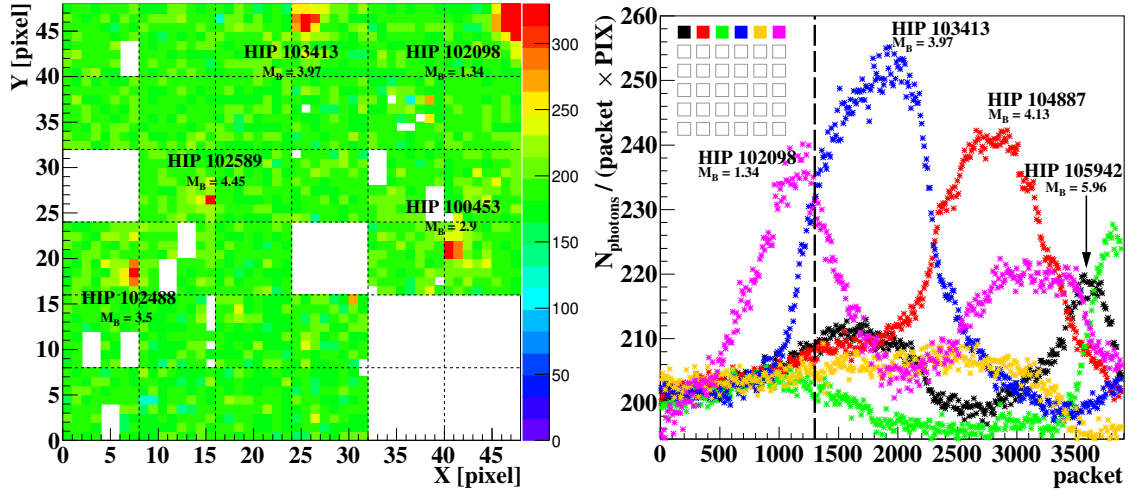 Y [pixel]
45
40
35
30
25
20
15
10
5
0
0 5 10 15 20 25 30 35 40 45
X [pixel]
HIP 103413
M_B = 3.97
HIP 102098
M_B = 1.34
HIP 102589
M_B = 4.45
HIP 100453
M_B = 2.9
HIP 102488
M_B = 3.5
300
250
200
150
100
50
0
N_photons / (packet × PIX)
260
250
240
230
220
210
200
0 500 1000 1500 2000 2500 3000 3500
packet
HIP 103413
M_B = 3.97
HIP 104887
M_B = 4.13
HIP 102098
M_B = 1.34
HIP 105942
M_B = 5.96